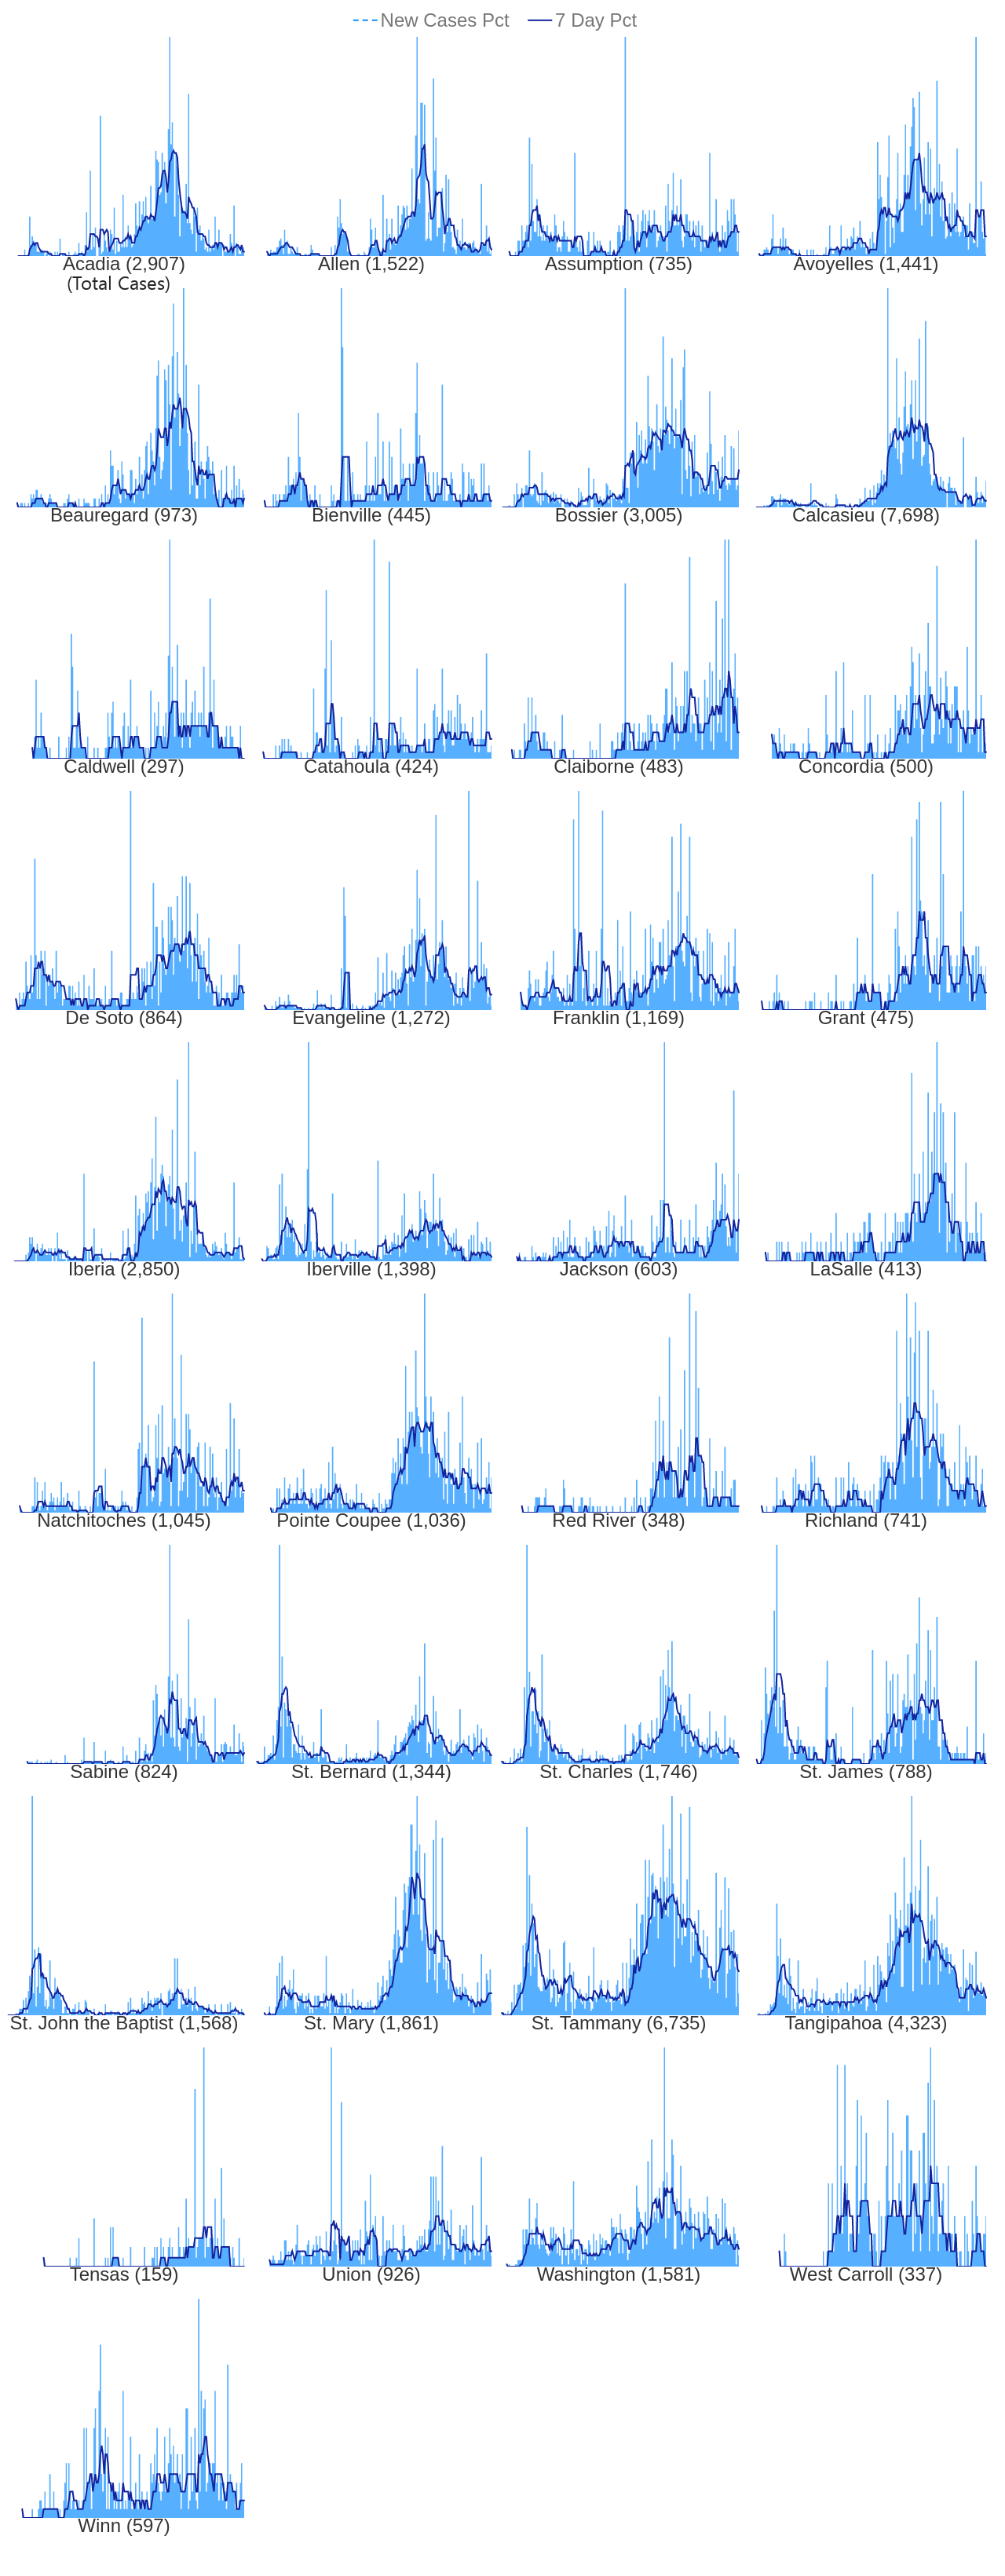 New Cases Pct 7 Day Pct
Acadia (2,907) Allen (1,522) Assumption (735) Avoyelles (1,441)
(Total Cases)
Beauregard (973) Bienville (445) Bossier (3,005) Calcasieu (7,698)
Caldwell (297) Catahoula (424) Claiborne (483) Concordia (500)
De Soto (864) Evangeline (1,272) Franklin (1,169) Grant (475)
Iberia (2,850) Iberville (1,398) Jackson (603) LaSalle (413)
Natchitoches (1,045) Pointe Coupee (1,036) Red River (348) Richland (741)
Sabine (824) St. Bernard (1,344) St. Charles (1,746) St. James (788)
St. John the Baptist (1,568) St. Mary (1,861) St. Tammany (6,735) Tangipahoa (4,323)
Tensas (159) Union (926) Washington (1,581) West Carroll (337)
Winn (597)